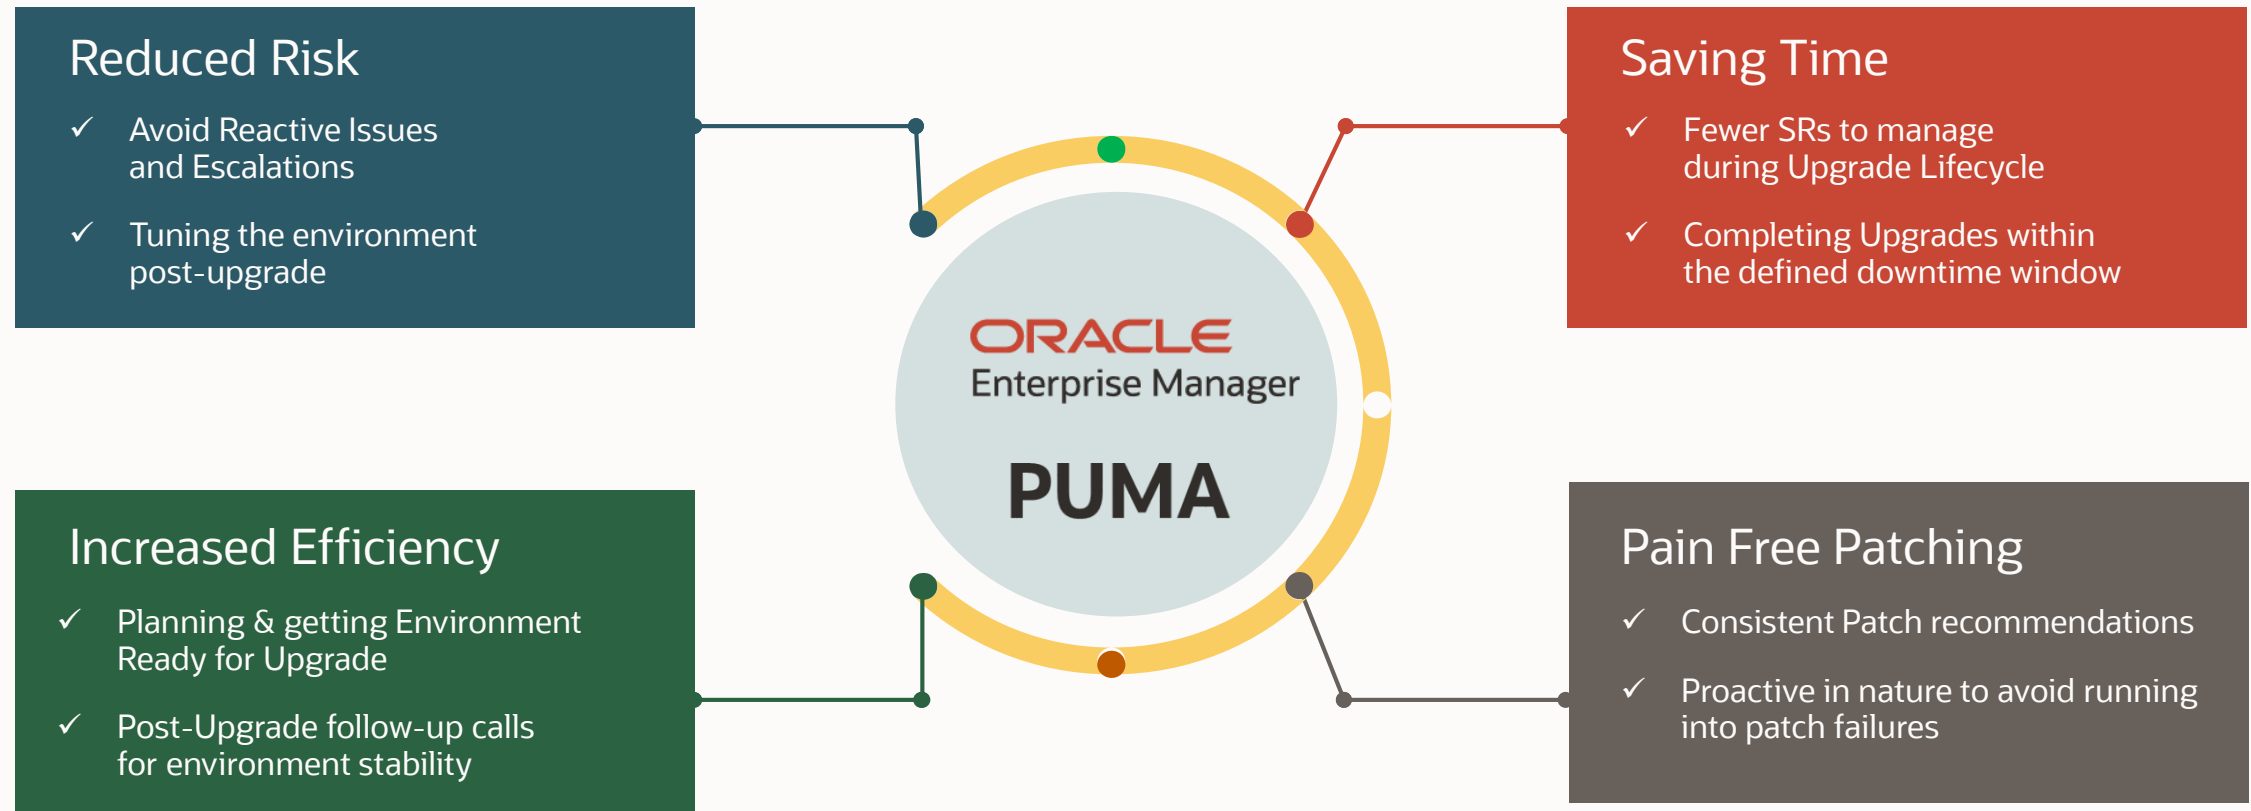 Reduced Risk
✓ Avoid Reactive Issues
and Escalations
✓ Tuning the environment
post-upgrade
Saving Time
✓ Fewer SRs to manage
during Upgrade Lifecycle
✓ Completing Upgrades within
the defined downtime window
ORACLE
Enterprise Manager
PUMA
Increased Efficiency
✓ Planning & getting Environment
Ready for Upgrade
✓ Post-Upgrade follow-up calls
for environment stability
Pain Free Patching
✓ Consistent Patch recommendations
✓ Proactive in nature to avoid running
into patch failures